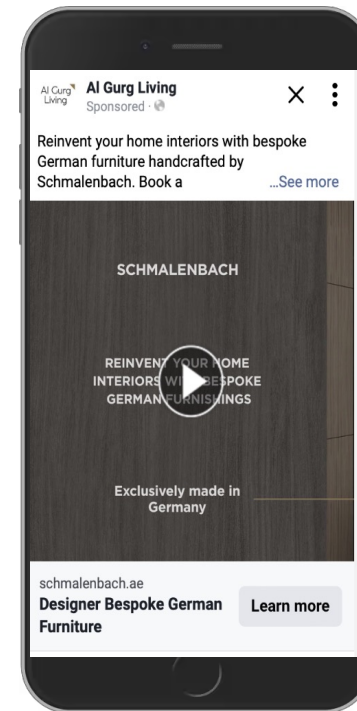 Al Gurg
Living
Al Gurg Living
Sponsored ·
Reinvent your home interiors with bespoke
German furniture handcrafted by
Schmalenbach. Book a ...See more
SCHMALENBACH
REINVENT YOUR HOME
INTERIORS WITH BESPOKE
GERMAN FURNISHINGS
Exclusively made in
Germany
schmalenbach.ae
Designer Bespoke German
Furniture
Learn more